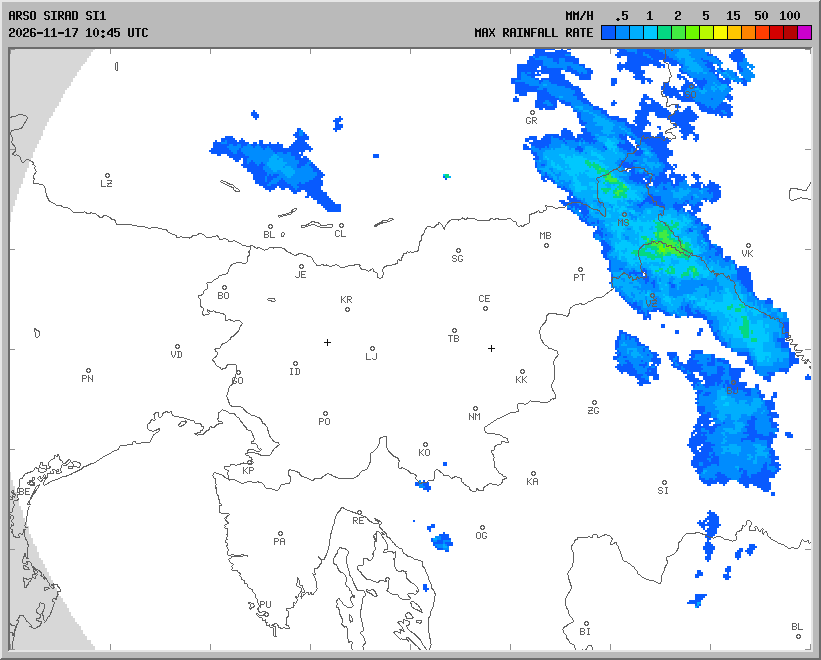 ARSO SIRAD SI1
MM/H .5 1 2 5 15 50 100
2026-11-17 10:45 UTC
MAX RAINFALL RATE
GR
LZ
MS
BL
CL
MB
VK
SG
JE
PT
BO
KR
CE
TB
VD
LJ
ID
GO
KK
PN
ZG
NM
PO
KO
KP
KA
SI
BE
RE
OG
PA
PU
BI
BL